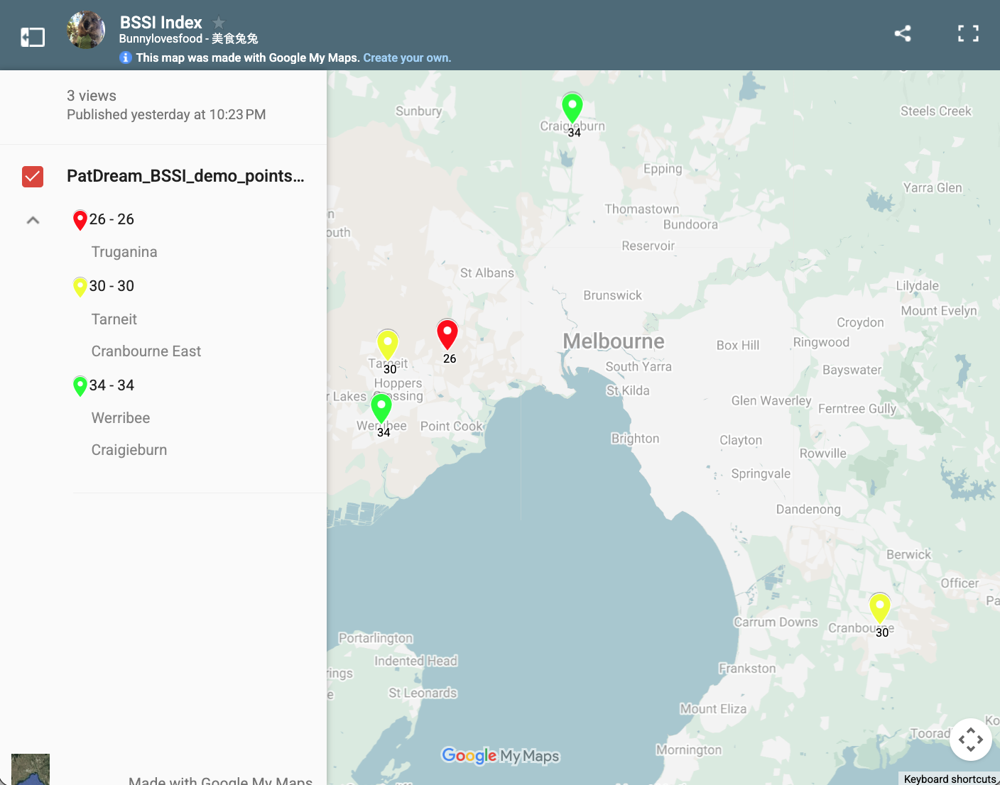 BSSI Index
Bunnylovesfood - 美食兔兔
This map was made with Google My Maps. Create your own.
3 views
Published yesterday at 10:23 PM
PatDream_BSSI_demo_points...
26 - 26
Truganina
30 - 30
Tarneit
Cranbourne East
34 - 34
Werribee
Craigieburn
Made with Google My Maps
Sunbury
Craigieburn
34
Steels Creek
Epping
Yarra Glen
Thomastown
Bundoora
Reservoir
St Albans
Brunswick
Lilydale
Mount Evelyn
Croydon
Melbourne
Box Hill
Ringwood
26
Tarneit
30
South Yarra
Bayswater
Hoppers
Crossing
r Lakes
St Kilda
Glen Waverley
Ferntree Gully
Werribee
34
Point Cook
Brighton
Clayton
Rowville
Springvale
Dandenong
Berwick
Officer
Pa
Carrum Downs
Cranbourne
30
Portarlington
Indented Head
Frankston
rings
e
St Leonards
Mount Eliza
Ko
Toorad
Mornington
Google My Maps
Keyboard shortcuts
n
outh